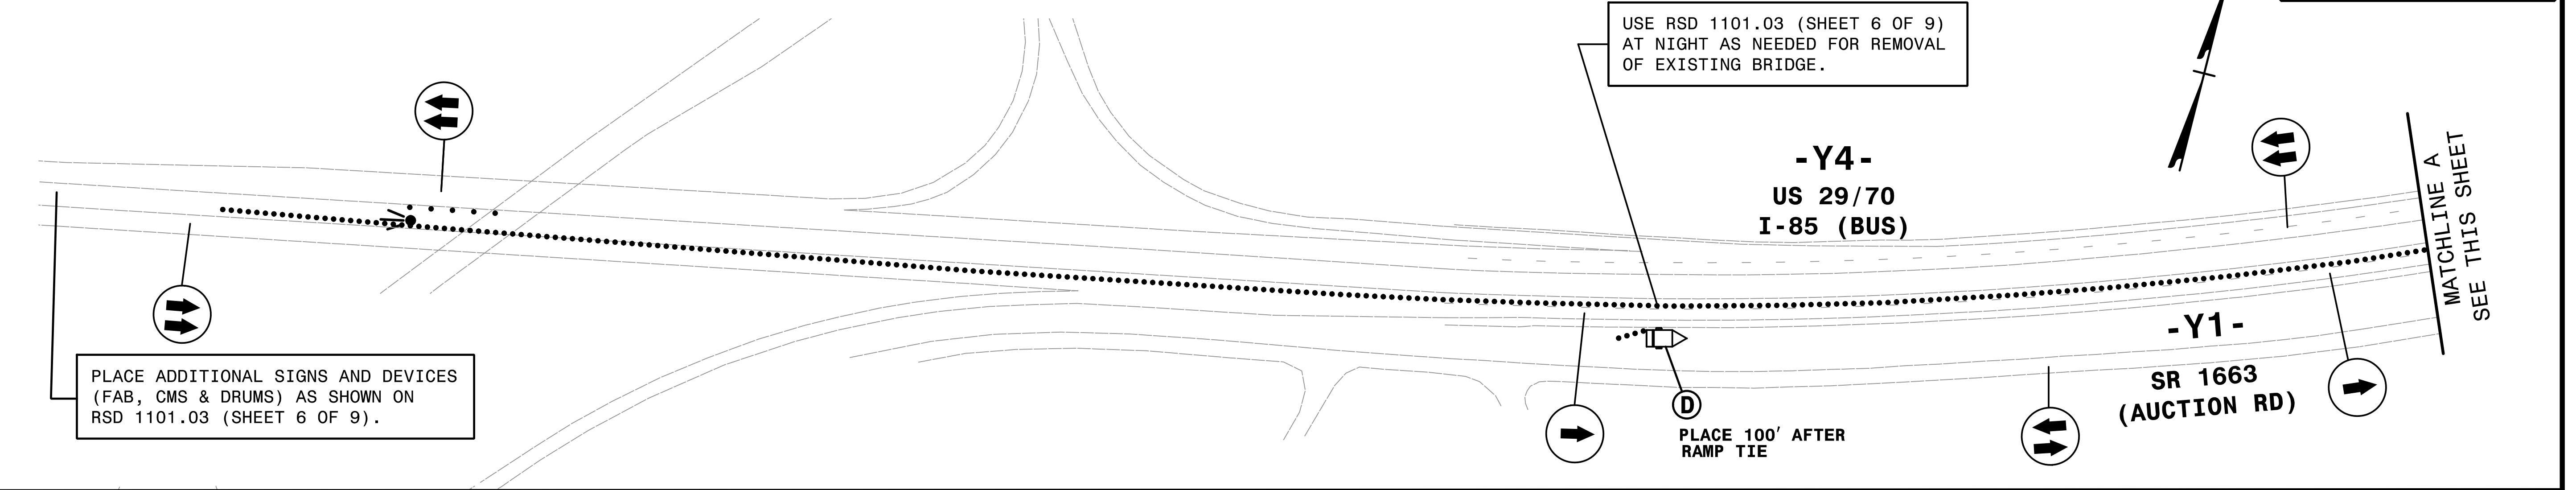 USE RSD 1101.03 (SHEET 6 OF 9)
AT NIGHT AS NEEDED FOR REMOVAL
OF EXISTING BRIDGE.
-Y4-
US 29/70
I-85 (BUS)
MATCHLINE A
SEE THIS SHEET
PLACE ADDITIONAL SIGNS AND DEVICES
(FAB, CMS & DRUMS) AS SHOWN ON
RSD 1101.03 (SHEET 6 OF 9).
-Y1-
SR 1663
(AUCTION RD)
D
PLACE 100' AFTER
RAMP TIE